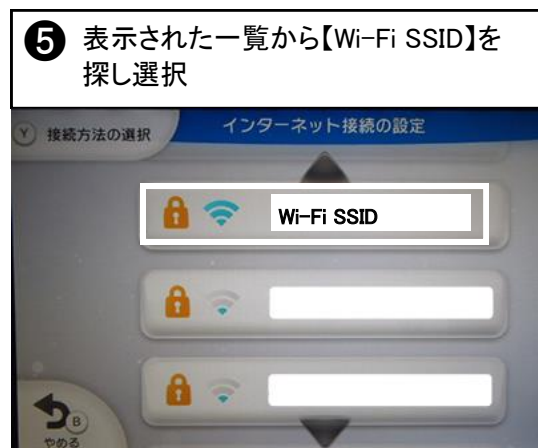 ❺ 表示された一覧から【Wi-Fi SSID】を
探し選択
Y 接続方法の選択
インターネット接続の設定
Wi-Fi SSID
B
やめる